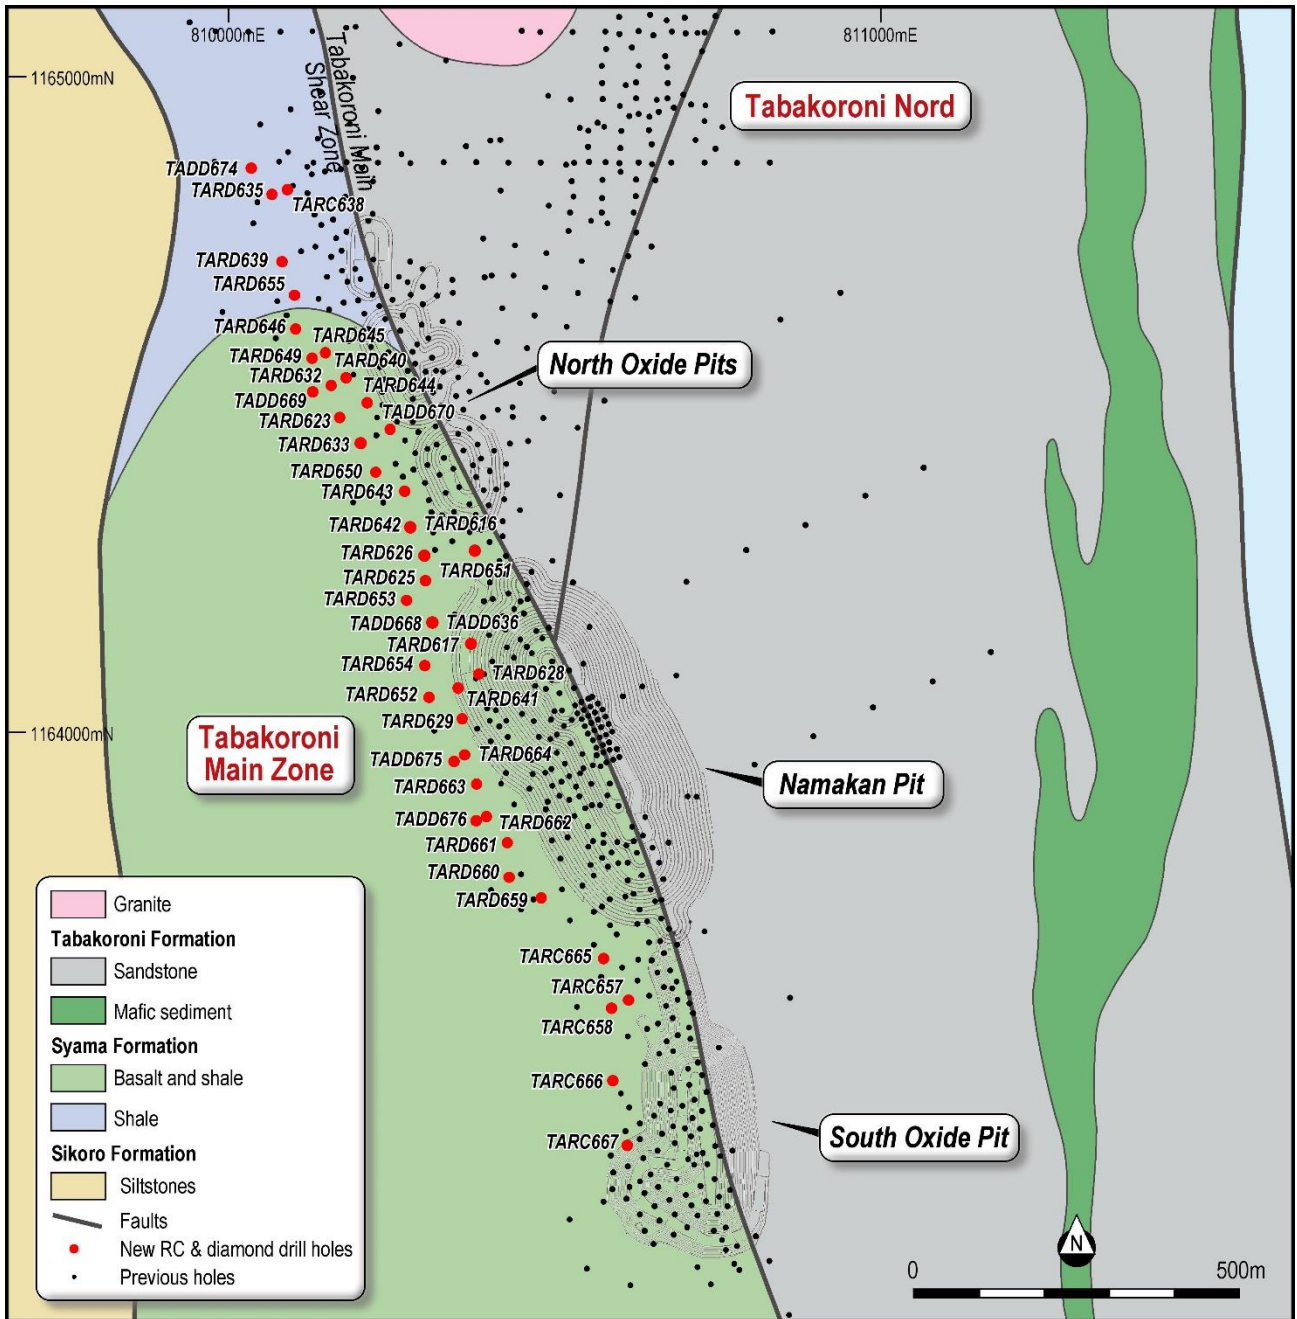 810000mE
811000mE
1165000mN
Tabakoroni Main
Shear Zone
Tabakoroni Nord
TADD674
TARD635
TARC638
TARD639
TARD655
TARD646
TARD645
TARD649
TARD640
TARD632
TARD644
TADD669
TADD670
TARD623
TARD633
TARD650
TARD643
North Oxide Pits
TARD642
TARD616
TARD626
TARD651
TARD625
TARD653
TADD668
TADD636
TARD617
TARD654
TARD628
TARD652
TARD641
TARD629
1164000mN
Tabakoroni
Main Zone
TARD664
TADD675
TARD663
Namakan Pit
TADD676
TARD662
TARD661
TARD660
TARD659
TARC665
TARC657
TARC658
TARC666
TARC667
South Oxide Pit
Granite
Tabakoroni Formation
Sandstone
Mafic sediment
Syama Formation
Basalt and shale
Shale
Sikoro Formation
Siltstones
Faults
New RC & diamond drill holes
Previous holes
N
0
500m